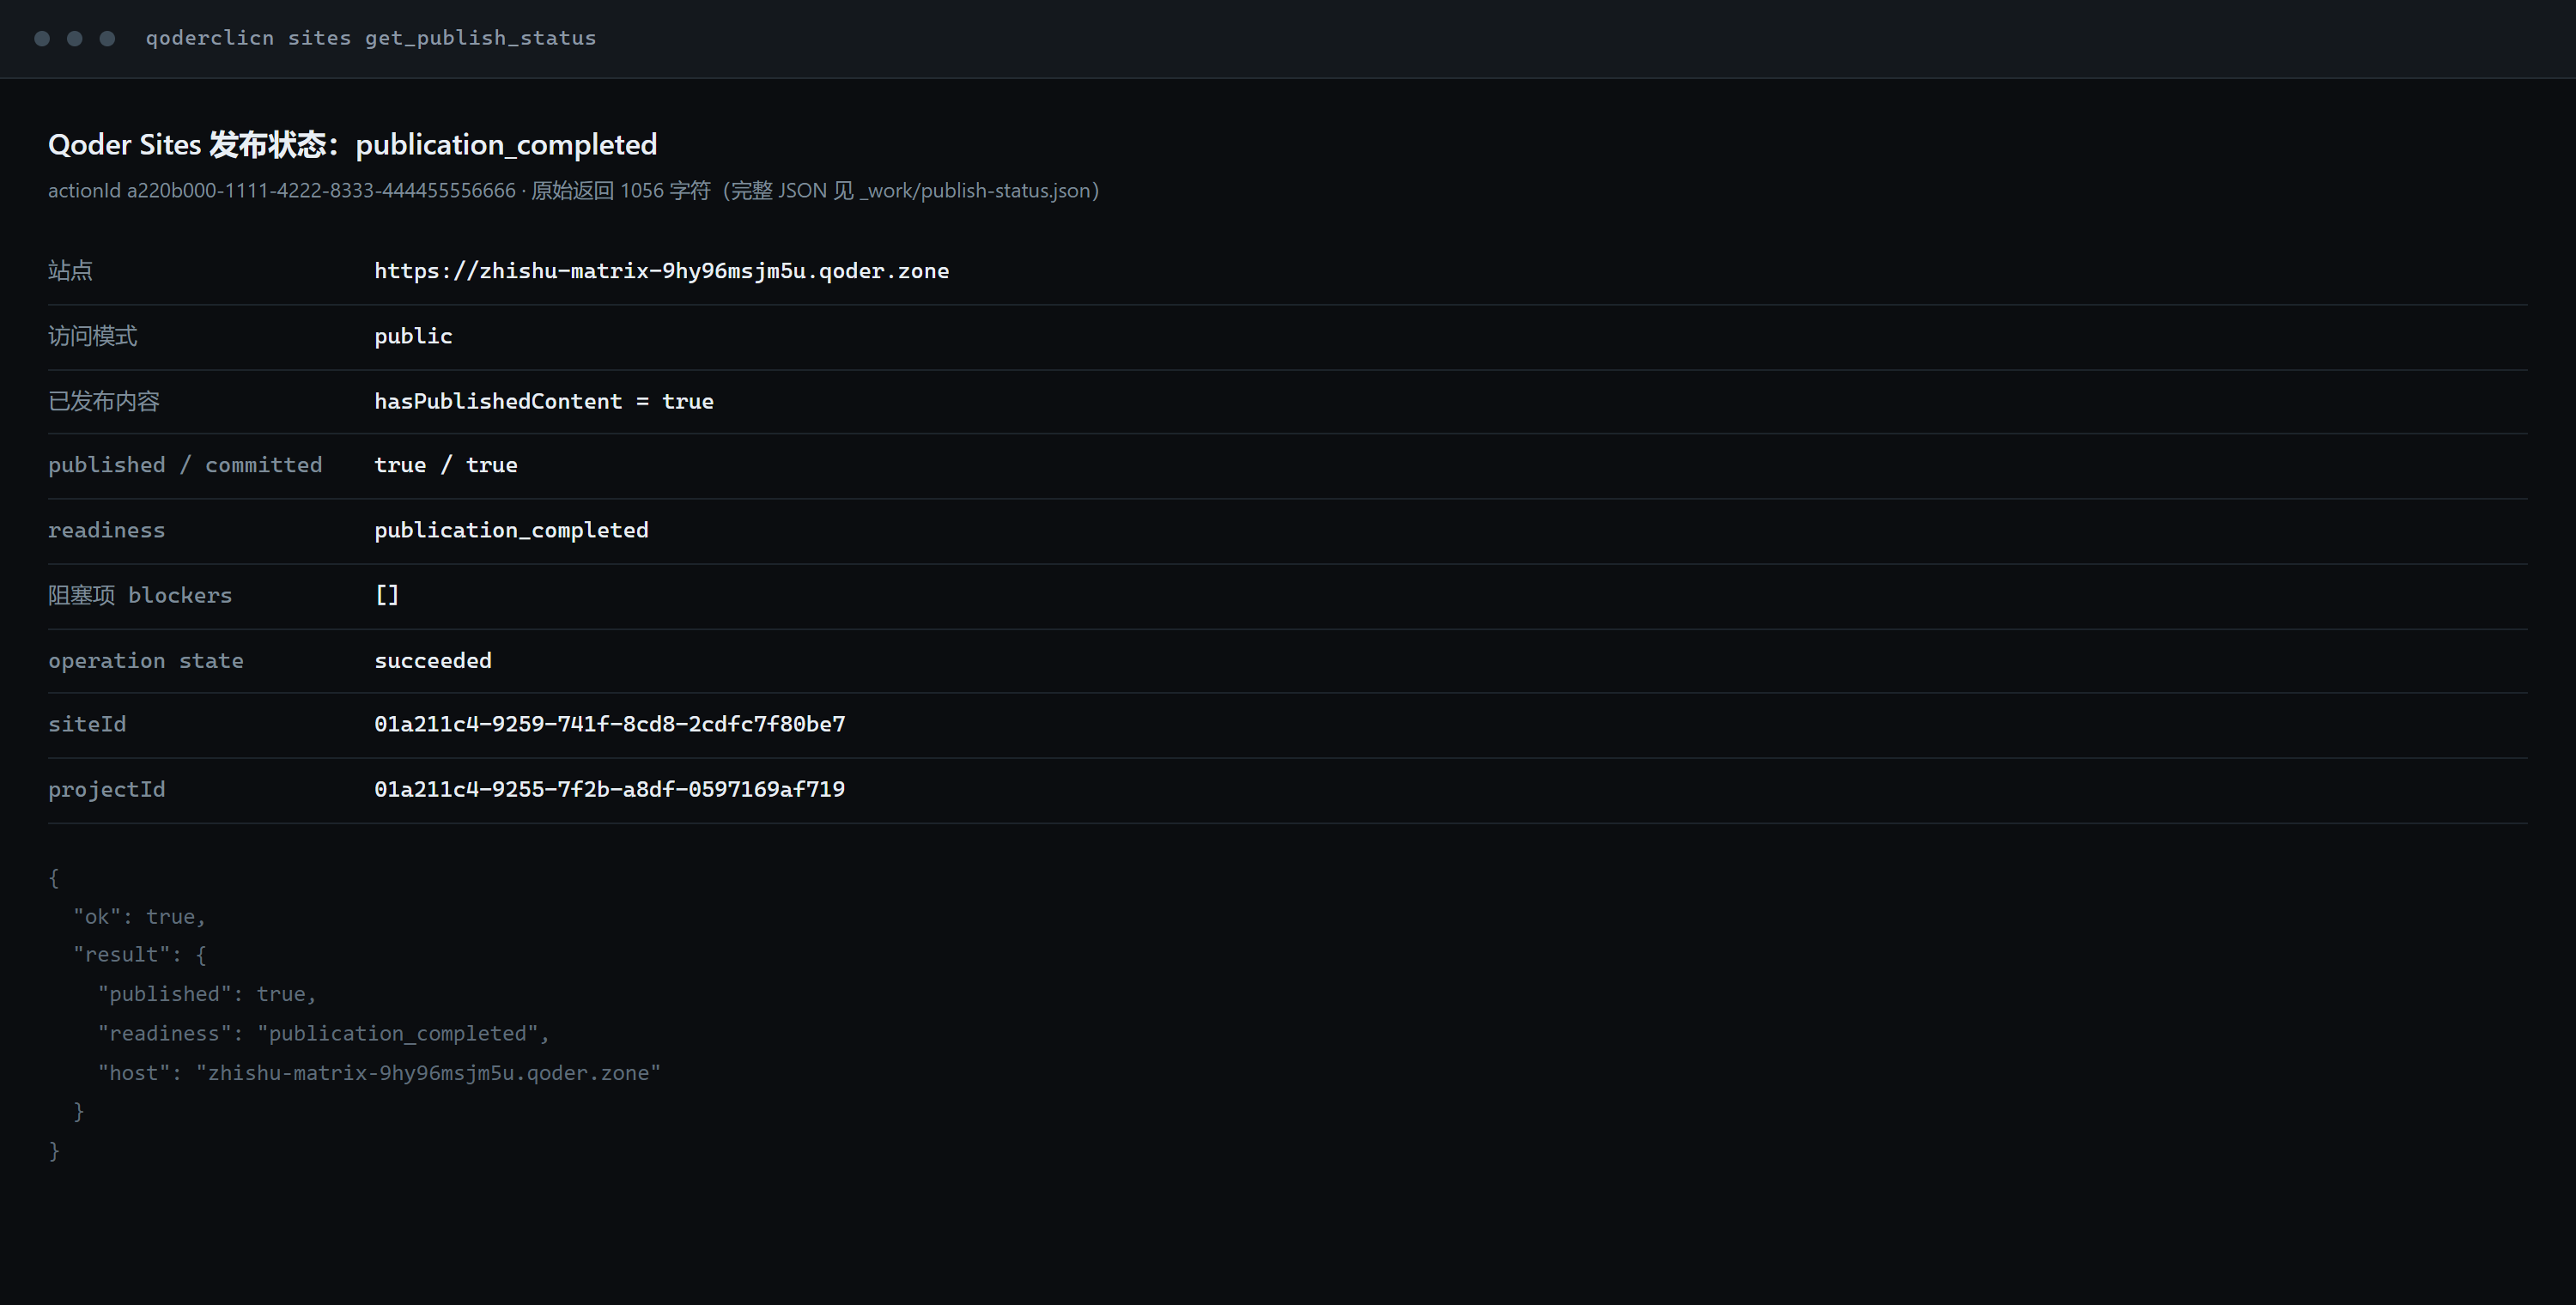 qoderclicn sites get_publish_status
Qoder Sites 发布状态：publication_completed
actionId a220b000-1111-4222-8333-444455556666 · 原始返回 1056 字符（完整 JSON 见 _work/publish-status.json）
站点 https://zhishu-matrix-9hy96msjm5u.qoder.zone
访问模式 public
已发布内容 hasPublishedContent = true
published / committed true / true
readiness publication_completed
阻塞项 blockers []
operation state succeeded
siteId 01a211c4-9259-741f-8cd8-2cdfc7f80be7
projectId 01a211c4-9255-7f2b-a8df-0597169af719
{
  "ok": true,
  "result": {
    "published": true,
    "readiness": "publication_completed",
    "host": "zhishu-matrix-9hy96msjm5u.qoder.zone"
  }
}